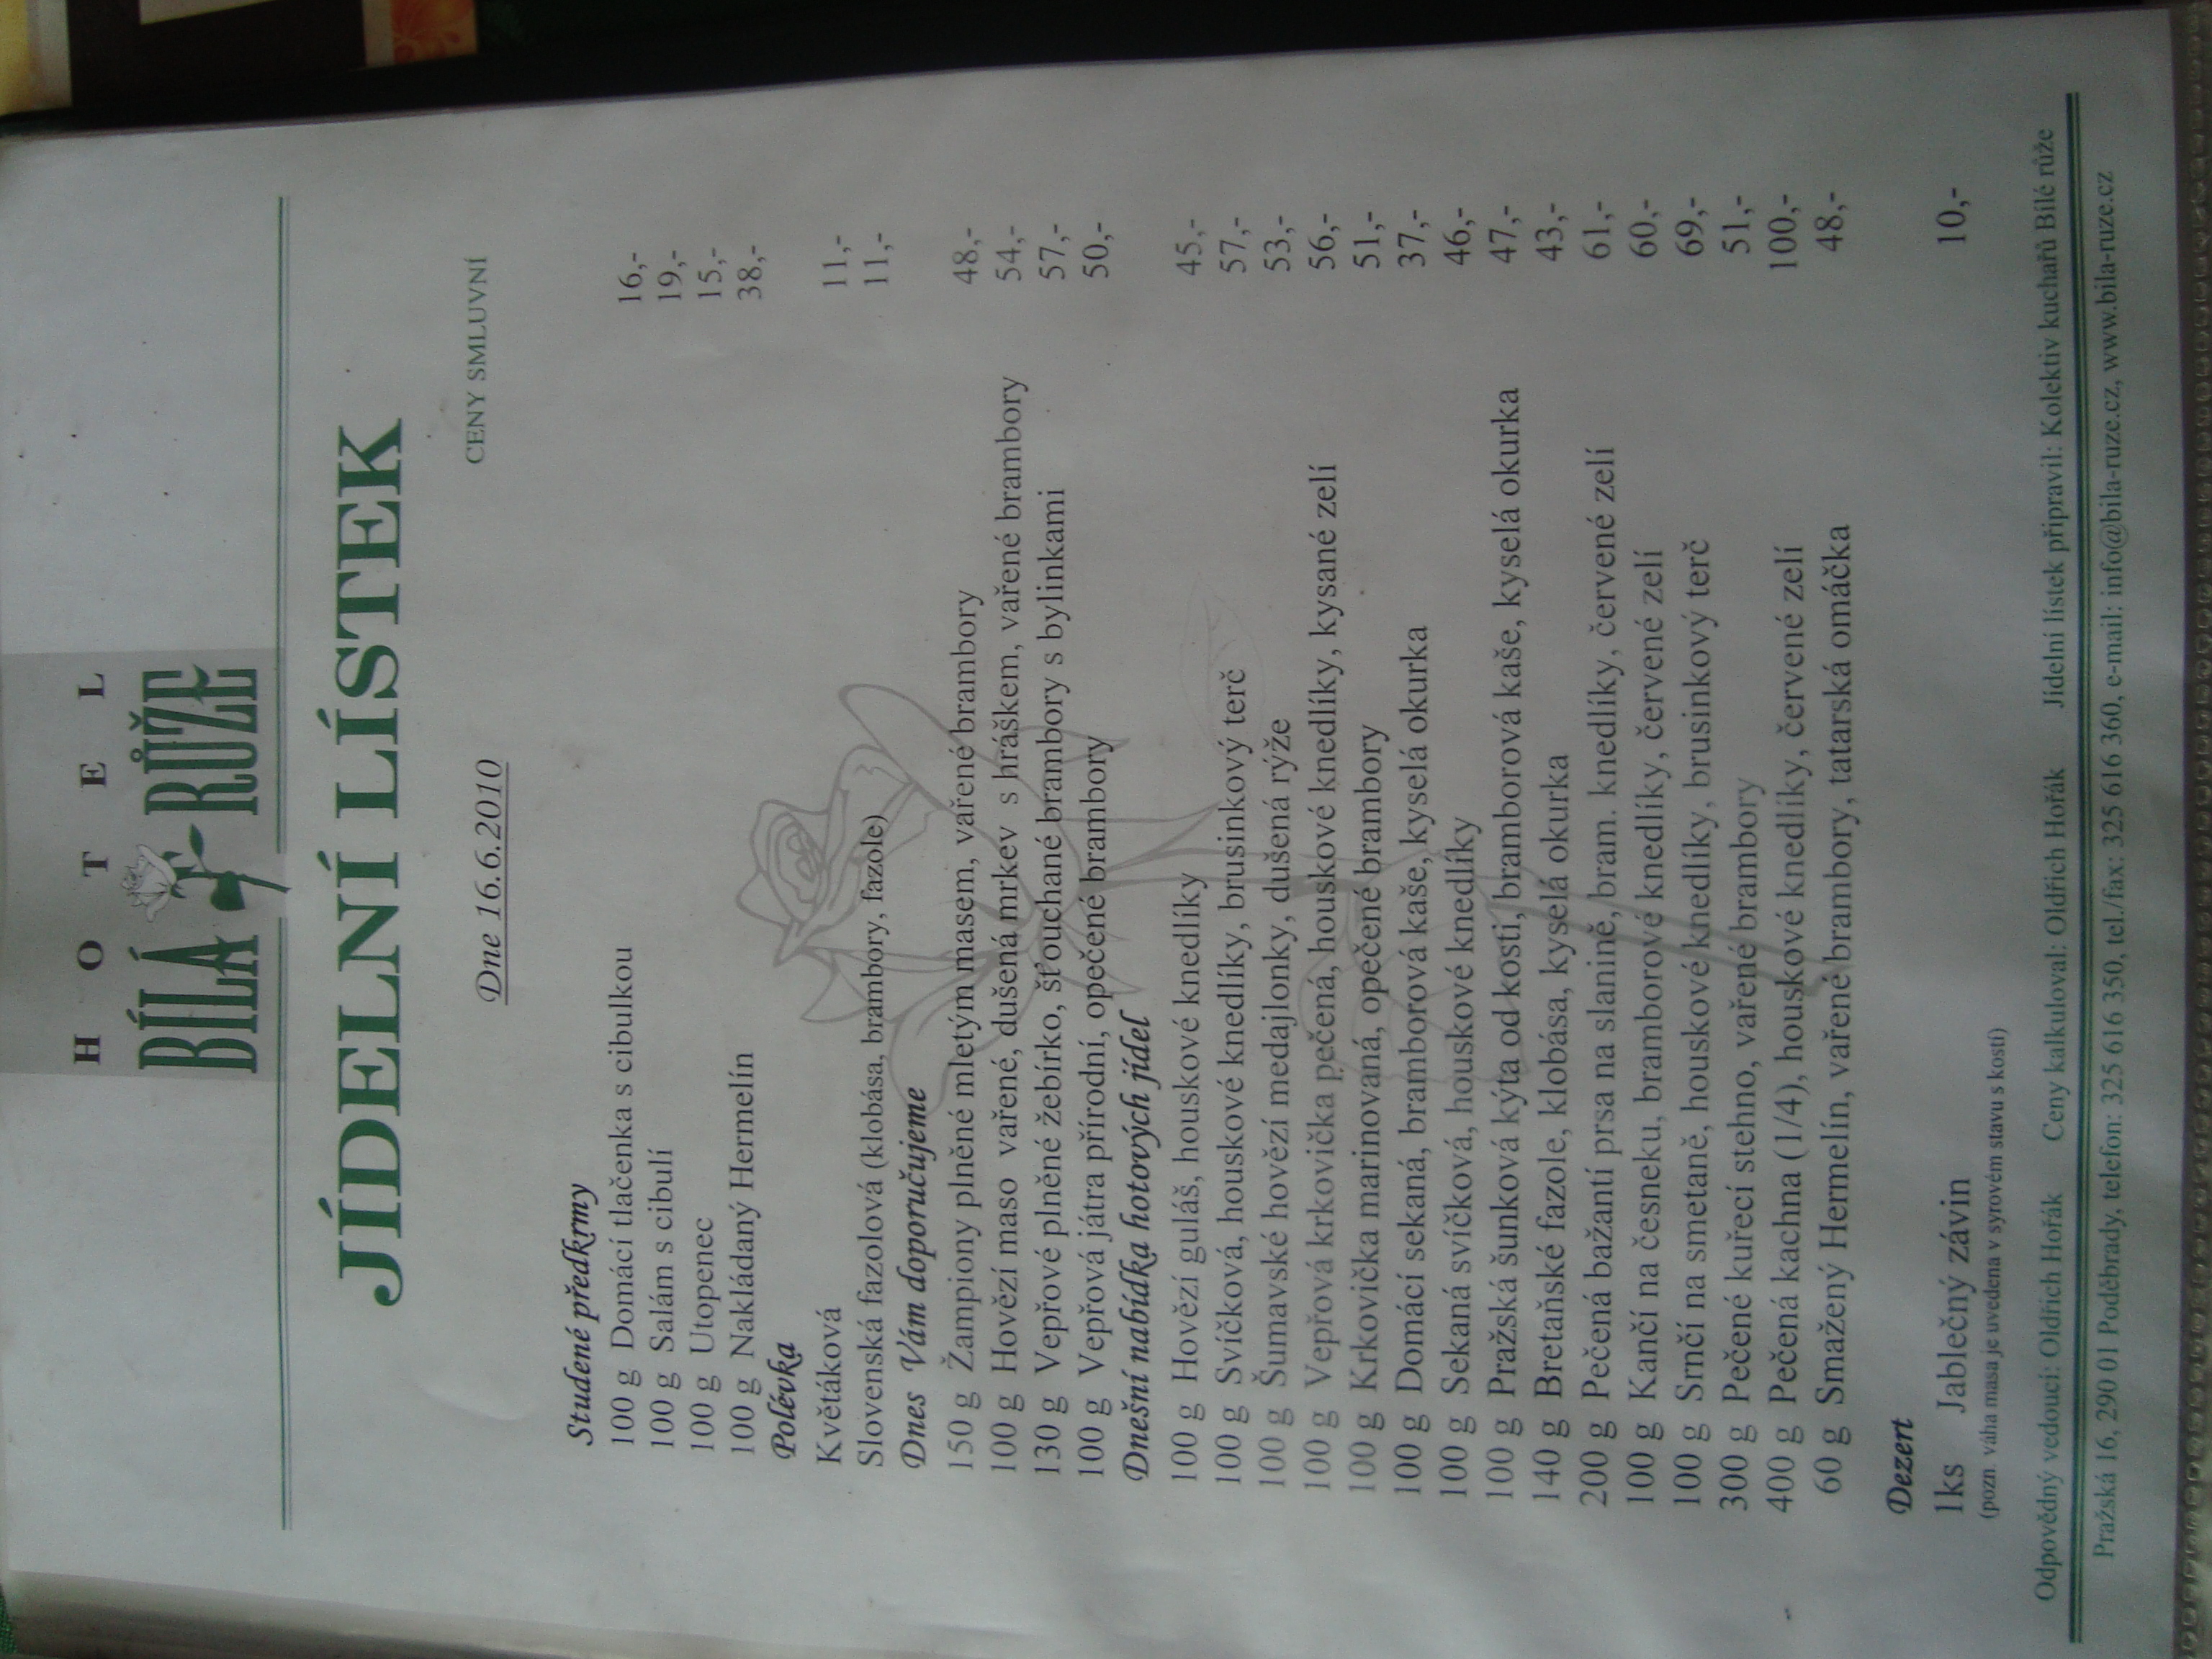 HOTEL
BÍLÁ RŮŽE
JÍDELNÍ LÍSTEK
Dne 16.6.2010
CENY SMLUVNÍ
Studené předkrmy
100 g Domácí tlačenka s cibulkou 16,-
100 g Salám s cibulí 19,-
100 g Utopenec 15,-
100 g Nakládaný Hermelín 38,-
Polévka
Květáková 11,-
Slovenská fazolová (klobása, brambory, fazole) 11,-
Dnes Vám doporučujeme
150 g Žampiony plněné mletým masem, vařené brambory 48,-
100 g Hovězí maso vařené, dušená mrkev s hráškem, vařené brambory 54,-
130 g Vepřové plněné žebírko, šťouchané brambory s bylinkami 57,-
100 g Vepřová játra přírodní, opečené brambory 50,-
Dnešní nabídka hotových jídel
100 g Hovězí guláš, houskové knedlíky 45,-
100 g Svíčková, houskové knedlíky, brusinkový terč 57,-
100 g Šumavské hovězí medajlonky, dušená rýže 53,-
100 g Vepřová krkovička pečená, houskové knedlíky, kysané zelí 56,-
100 g Krkovička marinovaná, opečené brambory 51,-
100 g Domácí sekaná, bramborová kaše, kyselá okurka 37,-
100 g Sekaná svíčková, houskové knedlíky 46,-
100 g Pražská šunková kýta od kosti, bramborová kaše, kyselá okurka 47,-
140 g Bretaňské fazole, klobása, kyselá okurka 43,-
200 g Pečená bažantí prsa na slanině, bram. knedlíky, červené zelí 61,-
100 g Kančí na česneku, bramborové knedlíky, červené zelí 60,-
100 g Srnčí na smetaně, houskové knedlíky, brusinkový terč 69,-
300 g Pečené kuřecí stehno, vařené brambory 51,-
400 g Pečená kachna (1/4), houskové knedlíky, červené zelí 100,-
60 g Smažený Hermelín, vařené brambory, tatarská omáčka 48,-
Dezert
1ks Jablečný závin 10,-
(pozn. váha masa je uvedena v syrovém stavu s kostí)
Odpovědný vedoucí: Oldřich Hořák Ceny kalkuloval: Oldřich Hořák Jídelní lístek připravil: Kolektiv kuchařů Bílé růže
Pražská 16, 290 01 Poděbrady, telefon: 325 616 350, tel./fax: 325 616 360, e-mail: info@bila-ruze.cz, www.bila-ruze.cz